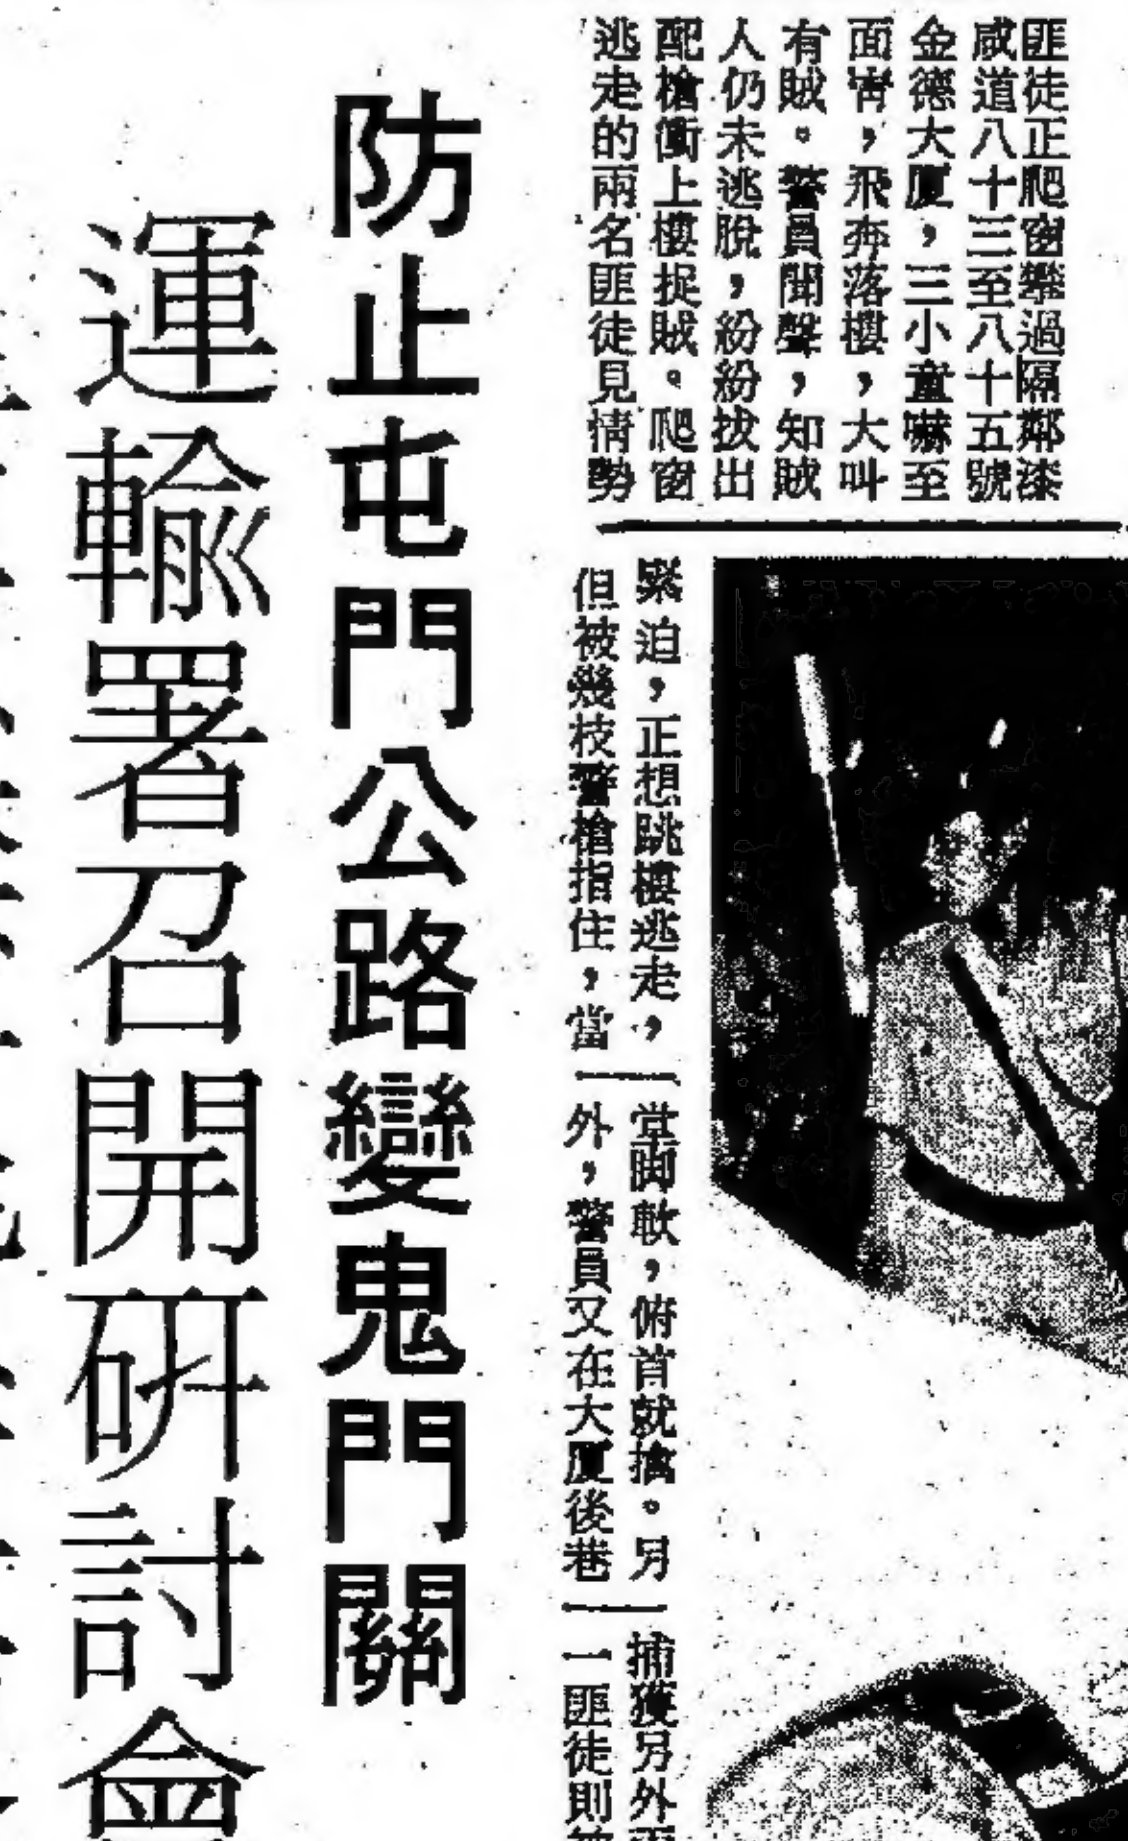 匪徒正爬窗攀過隔鄰漆
咸道八十三至八十五號
金德大厦，三小童嚇至
面青，飛奔落樓，大叫
有賊。警員聞聲，知賊
人仍未逃脫，紛紛拔出
配槍衝上樓捉賊。爬窗
逃走的兩名匪徒見情勢
緊迫，正想跳樓逃走，
但被幾枝警槍指住，當
堂脚軟，俯首就擒。另
外，警員又在大厦後巷
捕獲另外兩
一匪徒則
防止屯門公路變鬼門關
運輸署召開研討會